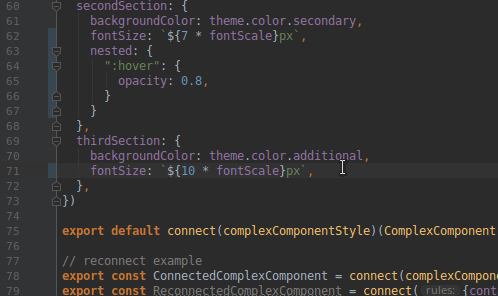 60 secondSection: {
61 backgroundColor: theme.color.secondary,
62 fontSize: `${7 * fontScale}px`,
63 nested: {
64 ":hover": {
65 opacity: 0.8,
66 }
67 }
68 },
69 thirdSection: {
70 backgroundColor: theme.color.additional,
71 fontSize: `${10 * fontScale}px`,
72 },
73 })
74
75 export default connect(complexComponentStyle)(ComplexComponent
76
77 // reconnect example
78 export const ConnectedComplexComponent = connect(complexCompone
79 export const ReconnectedComplexComponent = connect( rules: {cont